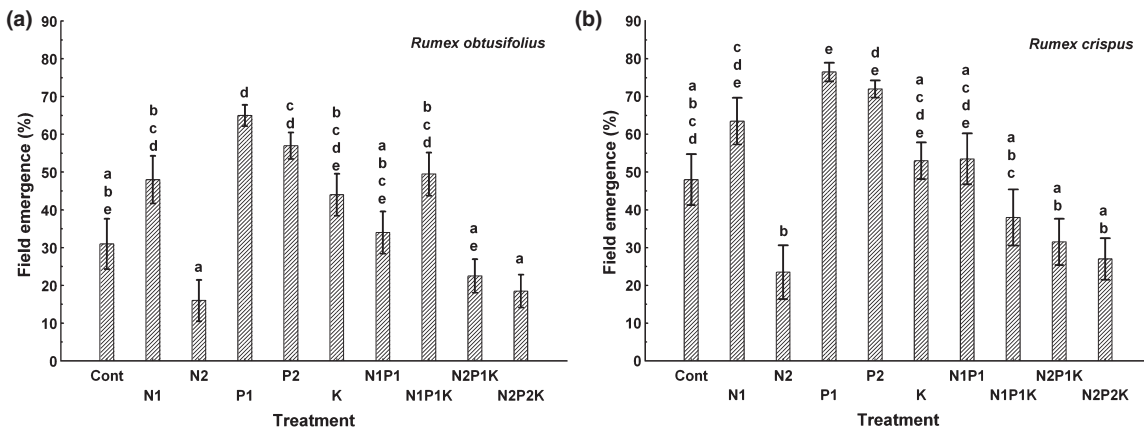 (a)
Rumex obtusifolius
Field emergence (%)
90
80
70
60
50
40
30
20
10
0
a
b
e
b
c
d
a
d
c
d
b
c
d
e
a
b
c
e
b
c
d
a
e
a
Cont N2 P2 N1P1 N2P1K
N1 P1 K N1P1K N2P2K
Treatment
(b)
Rumex crispus
Field emergence (%)
90
80
70
60
50
40
30
20
10
0
a
b
c
d
c
d
e
b
e
d
e
a
c
d
e
a
c
d
e
a
b
c
a
b
a
b
Cont N2 P2 N1P1 N2P1K
N1 P1 K N1P1K N2P2K
Treatment